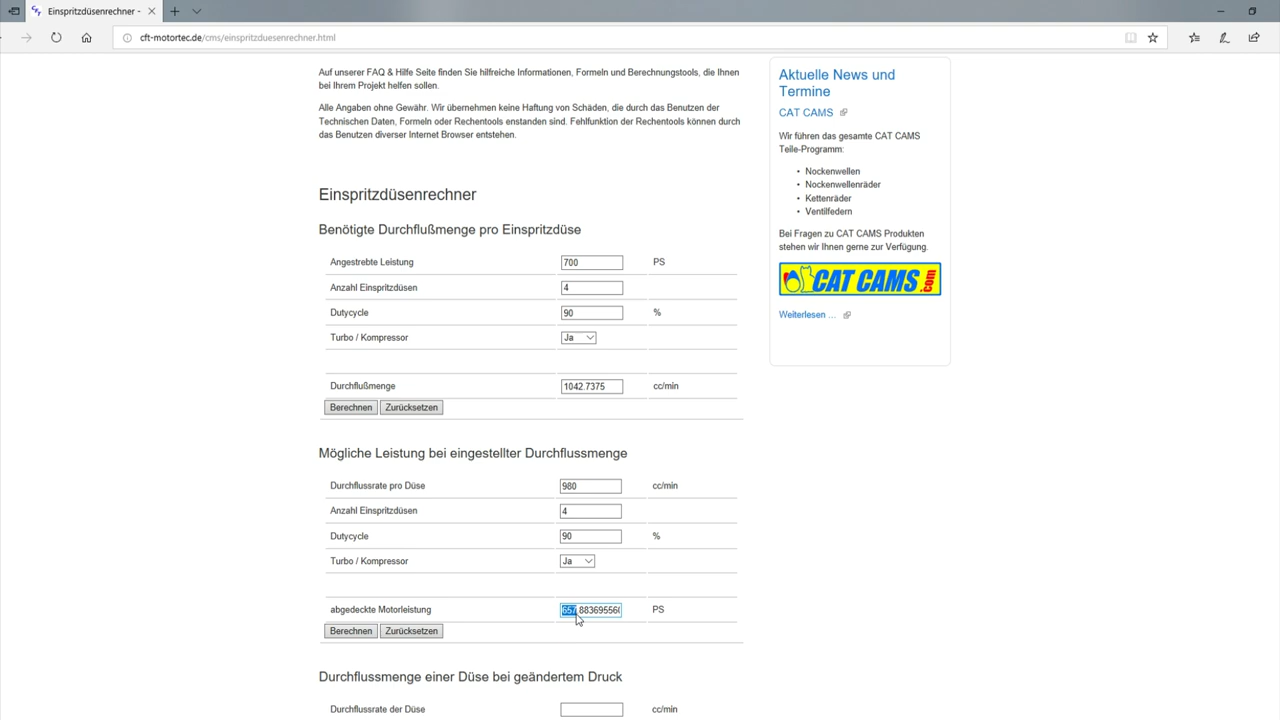 Einspritzdüsenrechner -
cft-motortec.de/cms/einspritzduesenrechner.html
Auf unserer FAQ & Hilfe Seite finden Sie hilfreiche Informationen, Formeln und Berechnungstools, die Ihnen
bei Ihrem Projekt helfen sollen.
Alle Angaben ohne Gewähr. Wir übernehmen keine Haftung von Schäden, die durch das Benutzen der
Technischen Daten, Formeln oder Rechentools enstanden sind. Fehlfunktion der Rechentools können durch
das Benutzen diverser Internet Browser entstehen.
Einspritzdüsenrechner
Benötigte Durchflußmenge pro Einspritzdüse
Angestrebte Leistung 700 PS
Anzahl Einspritzdüsen 4
Dutycycle 90 %
Turbo / Kompressor Ja
Durchflußmenge 1042.7375 cc/min
Berechnen Zurücksetzen
Mögliche Leistung bei eingestellter Durchflussmenge
Durchflussrate pro Düse 980 cc/min
Anzahl Einspritzdüsen 4
Dutycycle 90 %
Turbo / Kompressor Ja
abgedeckte Motorleistung 657.88369556 PS
Berechnen Zurücksetzen
Durchflussmenge einer Düse bei geändertem Druck
Durchflussrate der Düse cc/min
Aktuelle News und
Termine
CAT CAMS
Wir führen das gesamte CAT CAMS
Teile-Programm:
• Nockenwellen
• Nockenwellenräder
• Kettenräder
• Ventilfedern
Bei Fragen zu CAT CAMS Produkten
stehen wir Ihnen gerne zur Verfügung.
CAT CAMS.com
Weiterlesen …